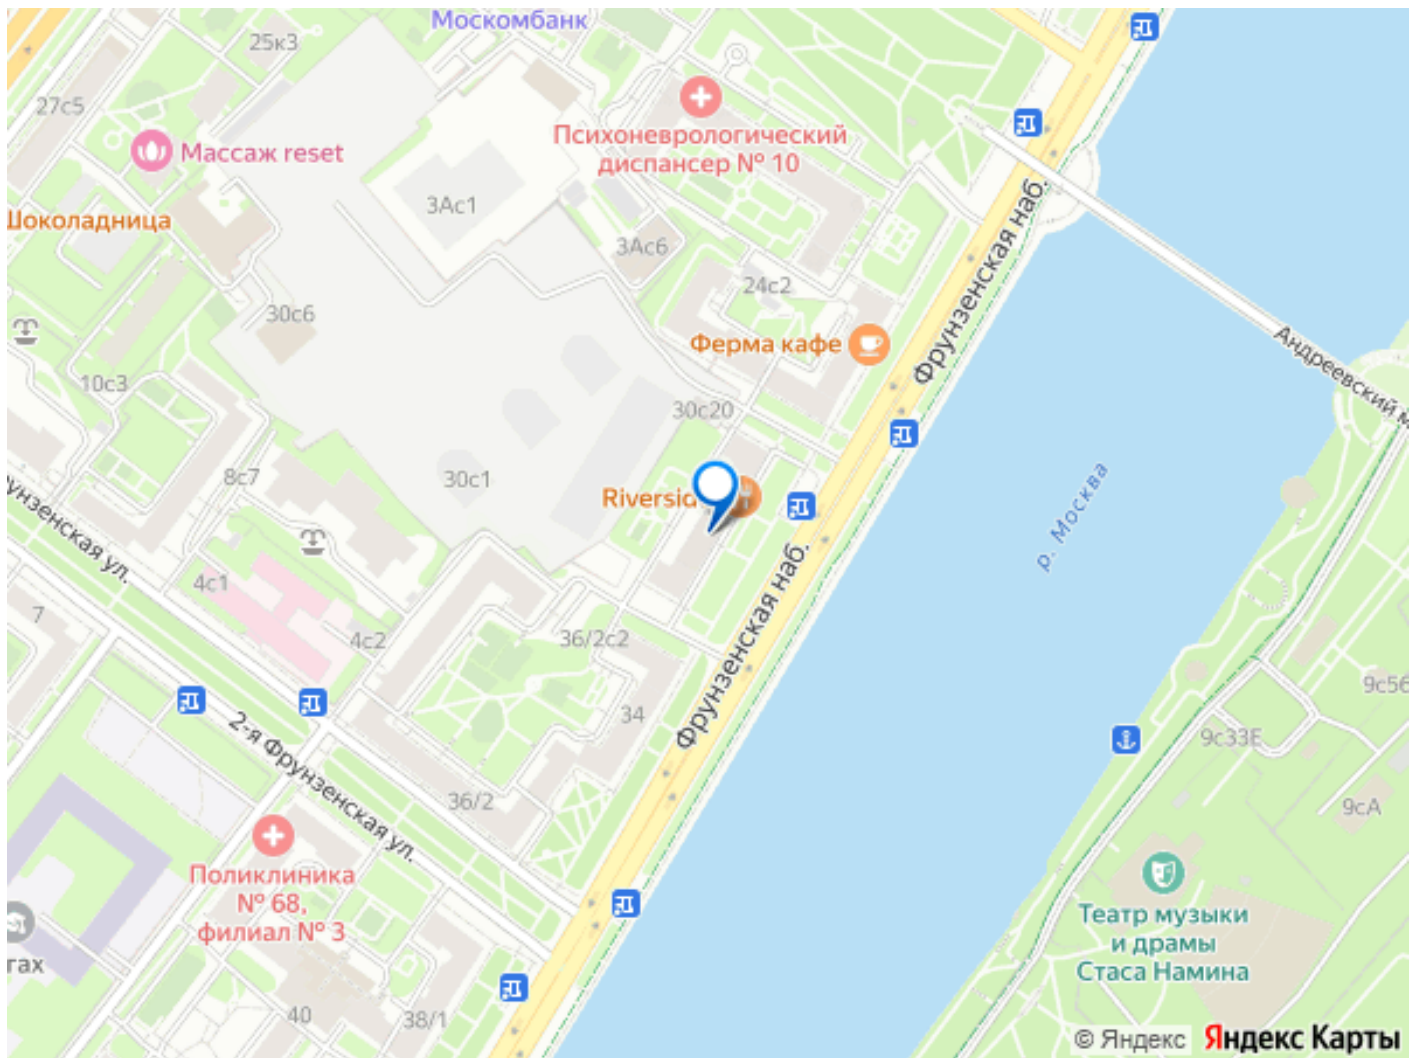 Москомбанк
25к3
27с5
Психоневрологический
диспансер № 10
Массаж reset
3Ас1
Шоколадница
3Ас6
Фрунзенская наб.
24с2
30с6
Ферма кафе
Андреевский м
10с3
30с20
8с7
30с1
Riversid
р. Москва
рунзенская ул.
4с1
Фрунзенская наб.
7
4с2
36/2с2
9с56
34
Фрунзенская наб.
9с33Е
2-я Фрунзенская ул.
36/2
9сА
Поликлиника
№ 68,
филиал № 3
Театр музыки
и драмы
Стаса Намина
гах
40
38/1
© Яндекс Яндекс Карты